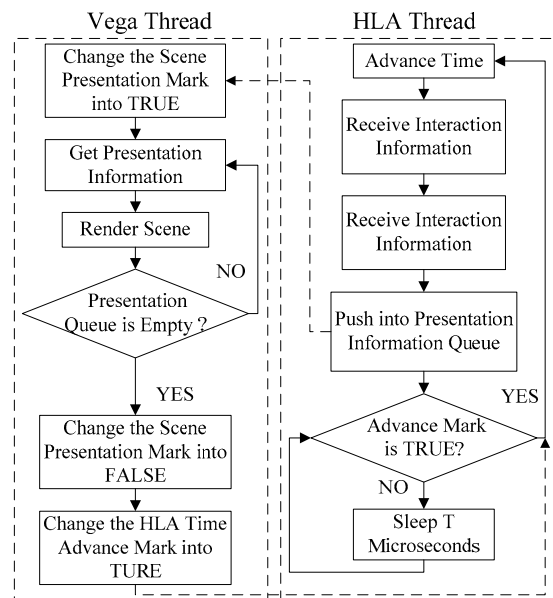 Vega Thread
Change the Scene
Presentation Mark
into TRUE
Get Presentation
Information
Render Scene
NO
Presentation
Queue is Empty？
YES
Change the Scene
Presentation Mark into
FALSE
Change the HLA Time
Advance Mark into
TURE
HLA Thread
Advance Time
Receive Interaction
Information
Receive Interaction
Information
Push into Presentation
Information Queue
YES
Advance Mark
is TRUE?
NO
Sleep T
Microseconds